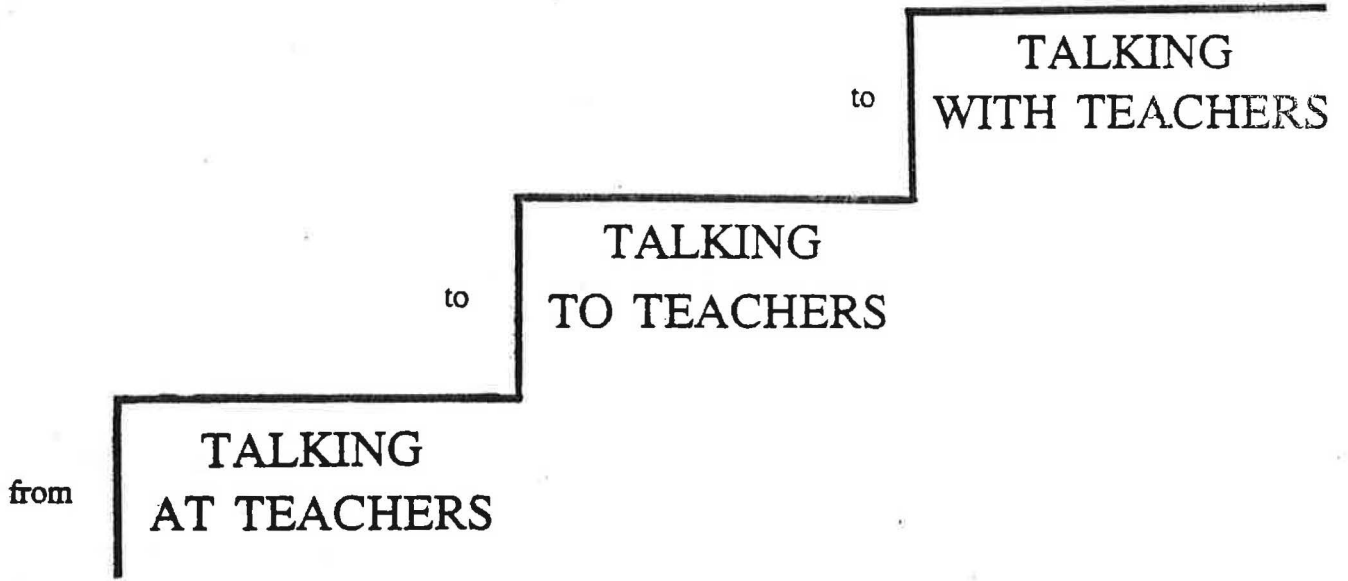 from
TALKING
AT TEACHERS
to
TALKING
TO TEACHERS
to
TALKING
WITH TEACHERS